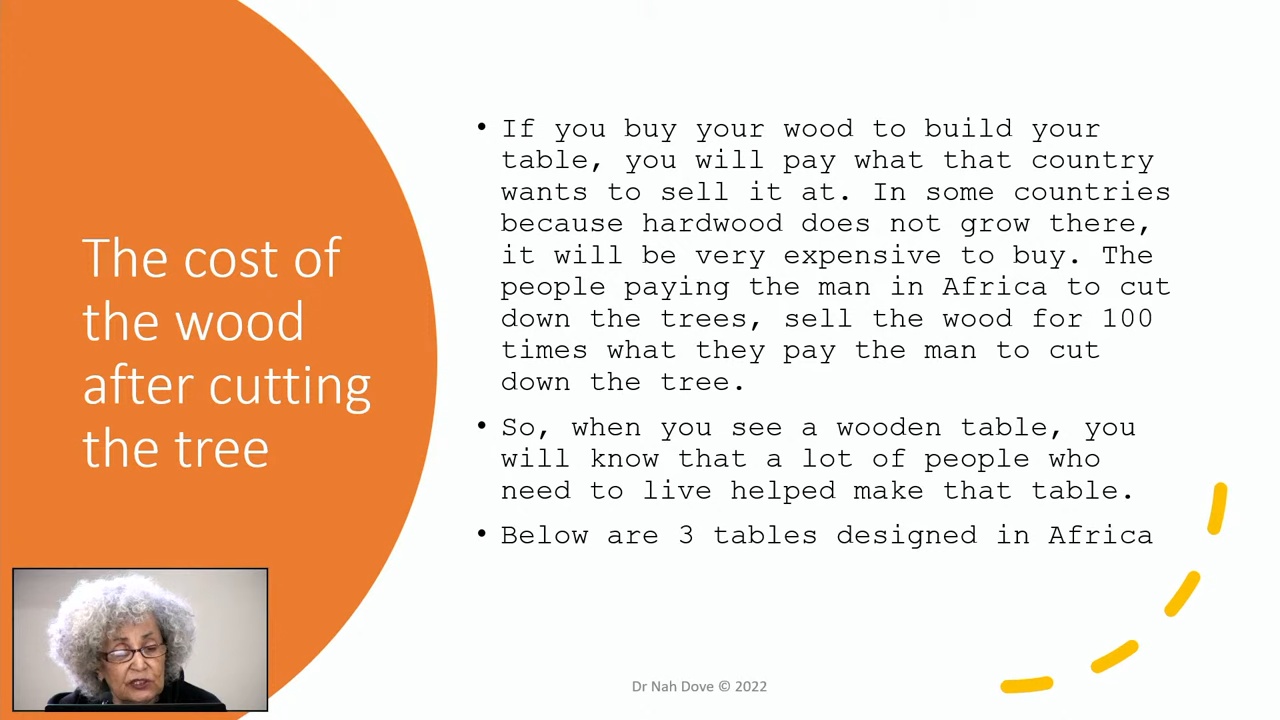 The cost of
the wood
after cutting
the tree
• If you buy your wood to build your
table, you will pay what that country
wants to sell it at. In some countries
because hardwood does not grow there,
it will be very expensive to buy. The
people paying the man in Africa to cut
down the trees, sell the wood for 100
times what they pay the man to cut
down the tree.
• So, when you see a wooden table, you
will know that a lot of people who
need to live helped make that table.
• Below are 3 tables designed in Africa
Dr Nah Dove © 2022